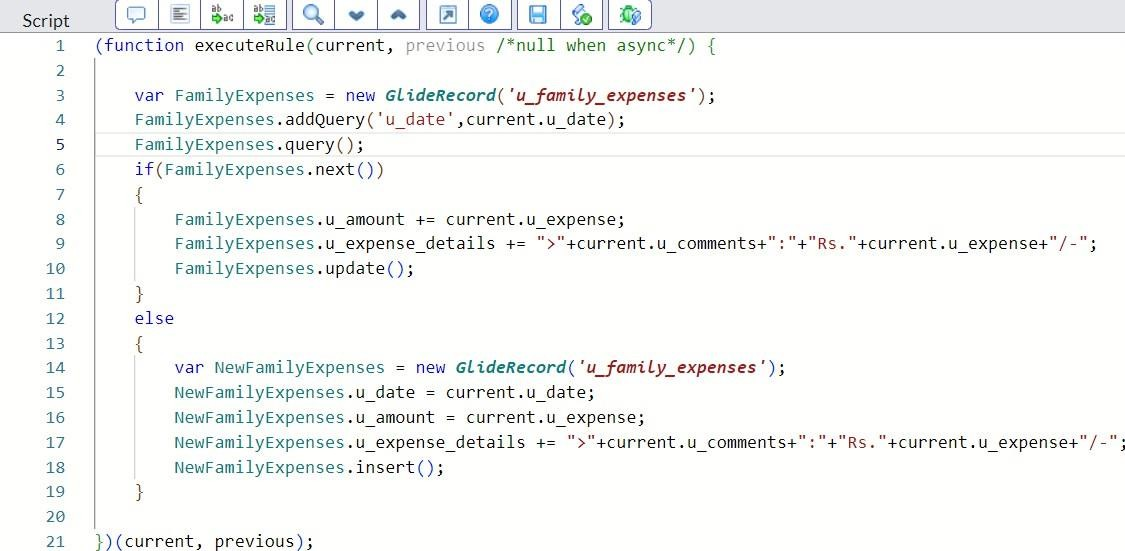 Script
1 (function executeRule(current, previous /*null when async*/) {
2
3 var FamilyExpenses = new GlideRecord('u_family_expenses');
4 FamilyExpenses.addQuery('u_date',current.u_date);
5 FamilyExpenses.query();
6 if(FamilyExpenses.next())
7 {
8 FamilyExpenses.u_amount += current.u_expense;
9 FamilyExpenses.u_expense_details += ">"+current.u_comments+":"+"Rs."+current.u_expense+"/-";
10 FamilyExpenses.update();
11 }
12 else
13 {
14 var NewFamilyExpenses = new GlideRecord('u_family_expenses');
15 NewFamilyExpenses.u_date = current.u_date;
16 NewFamilyExpenses.u_amount = current.u_expense;
17 NewFamilyExpenses.u_expense_details += ">"+current.u_comments+":"+"Rs."+current.u_expense+"/-";
18 NewFamilyExpenses.insert();
19 }
20
21 })(current, previous);